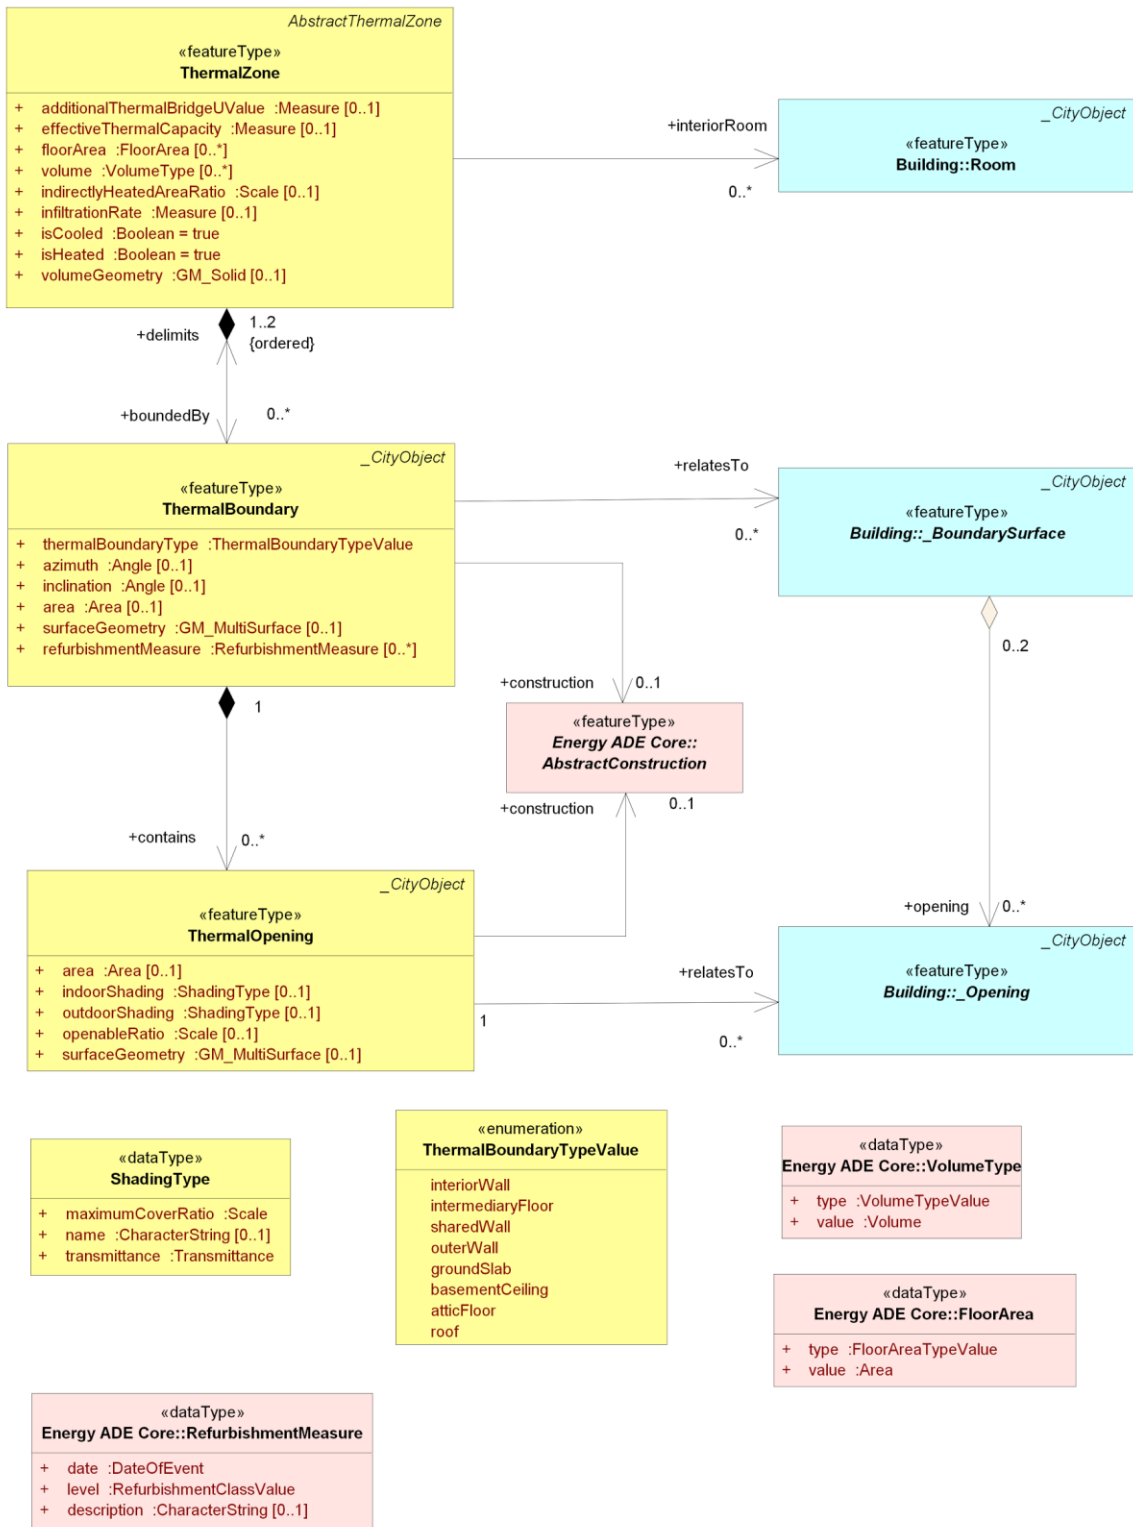 AbstractThermalZone
«featureType»
ThermalZone
+ additionalThermalBridgeUValue :Measure [0..1]
+ effectiveThermalCapacity :Measure [0..1]
+ floorArea :FloorArea [0..*]
+ volume :VolumeType [0..*]
+ indirectlyHeatedAreaRatio :Scale [0..1]
+ infiltrationRate :Measure [0..1]
+ isCooled :Boolean = true
+ isHeated :Boolean = true
+ volumeGeometry :GM_Solid [0..1]
+interiorRoom
0..*
_CityObject
«featureType»
Building::Room
+delimits
1..2
{ordered}
+boundedBy
0..*
_CityObject
«featureType»
ThermalBoundary
+ thermalBoundaryType :ThermalBoundaryTypeValue
+ azimuth :Angle [0..1]
+ inclination :Angle [0..1]
+ area :Area [0..1]
+ surfaceGeometry :GM_MultiSurface [0..1]
+ refurbishmentMeasure :RefurbishmentMeasure [0..*]
+relatesTo
0..*
_CityObject
«featureType»
Building::_BoundarySurface
0..2
1
+construction
0..1
«featureType»
Energy ADE Core::
AbstractConstruction
+construction
0..1
+contains
0..*
+opening
0..*
_CityObject
«featureType»
ThermalOpening
+ area :Area [0..1]
+ indoorShading :ShadingType [0..1]
+ outdoorShading :ShadingType [0..1]
+ openableRatio :Scale [0..1]
+ surfaceGeometry :GM_MultiSurface [0..1]
+relatesTo
1
0..*
_CityObject
«featureType»
Building::_Opening
«dataType»
ShadingType
+ maximumCoverRatio :Scale
+ name :CharacterString [0..1]
+ transmittance :Transmittance
«enumeration»
ThermalBoundaryTypeValue
interiorWall
intermediaryFloor
sharedWall
outerWall
groundSlab
basementCeiling
atticFloor
roof
«dataType»
Energy ADE Core::VolumeType
+ type :VolumeTypeValue
+ value :Volume
«dataType»
Energy ADE Core::FloorArea
+ type :FloorAreaTypeValue
+ value :Area
«dataType»
Energy ADE Core::RefurbishmentMeasure
+ date :DateOfEvent
+ level :RefurbishmentClassValue
+ description :CharacterString [0..1]